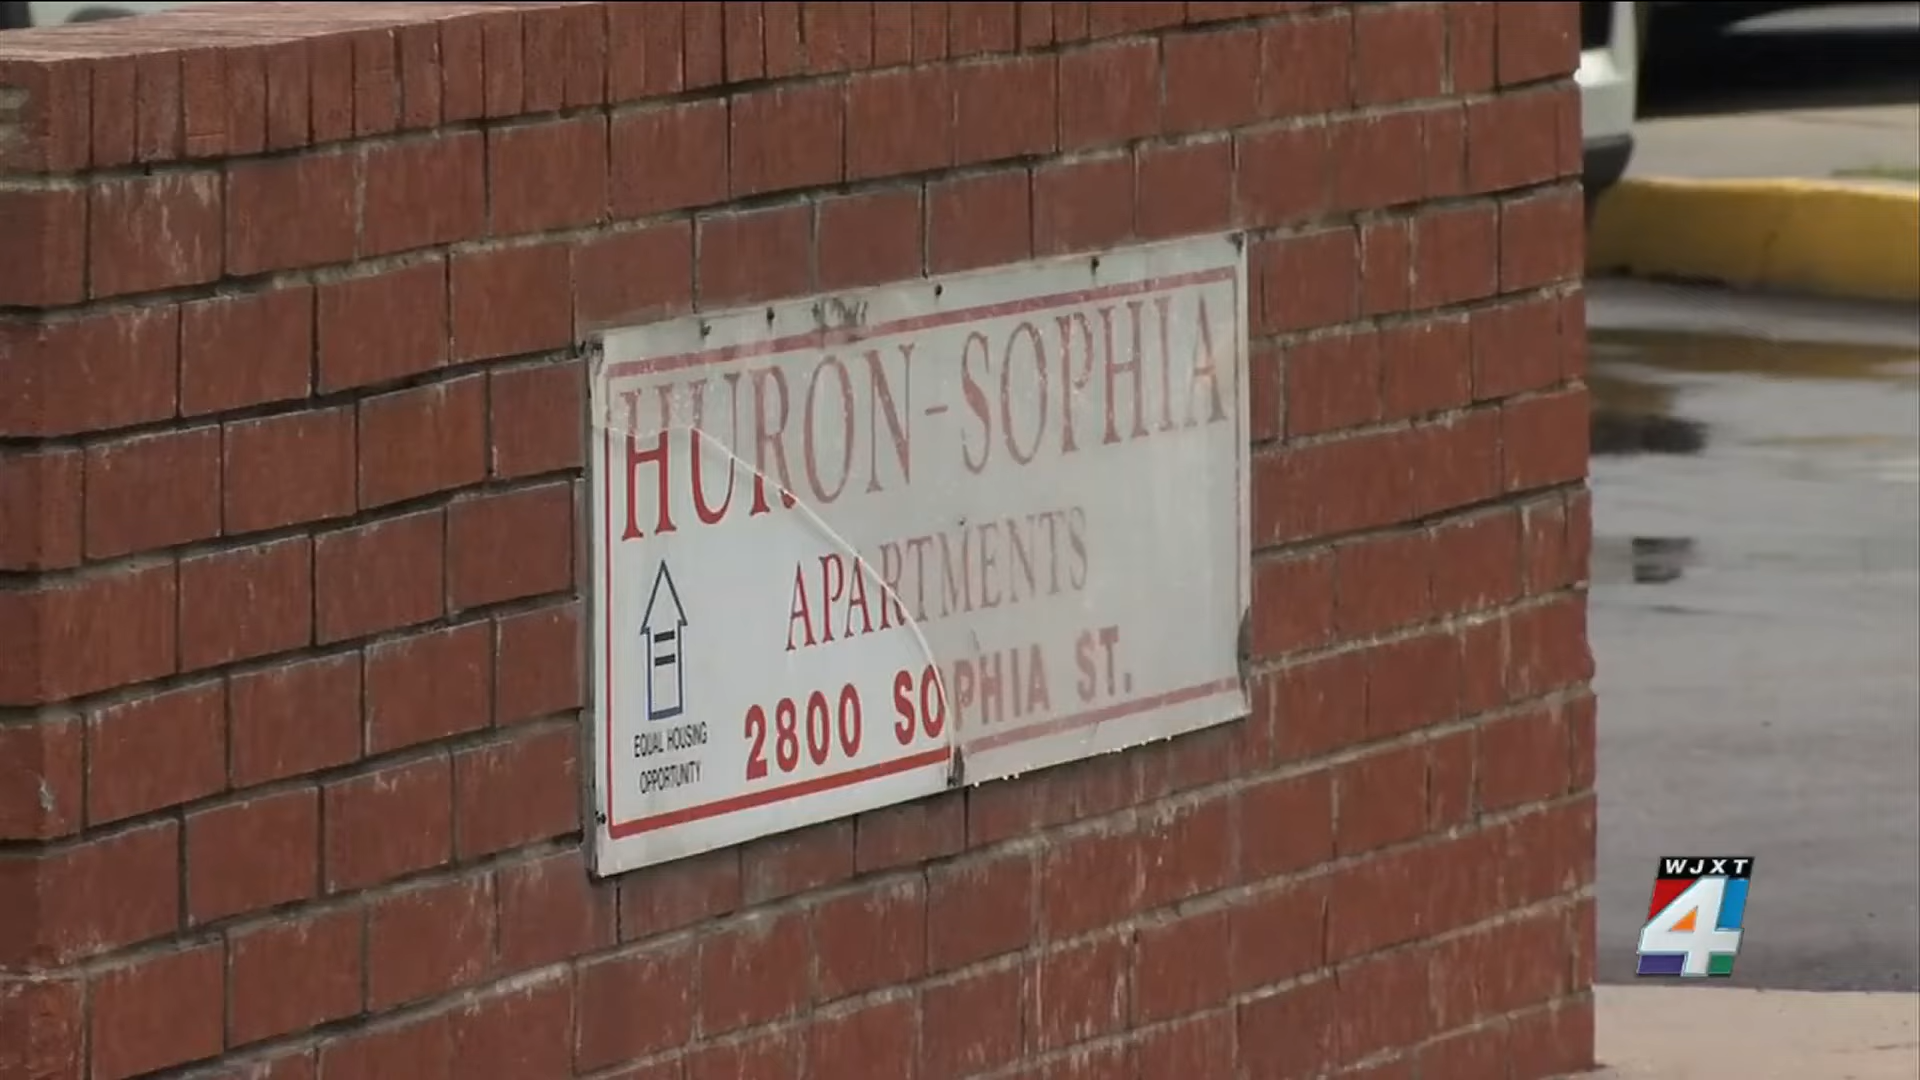 HURON-SOPHIA
APARTMENTS
2800 SOPHIA ST.
EQUAL HOUSING
OPPORTUNITY
WJXT
4